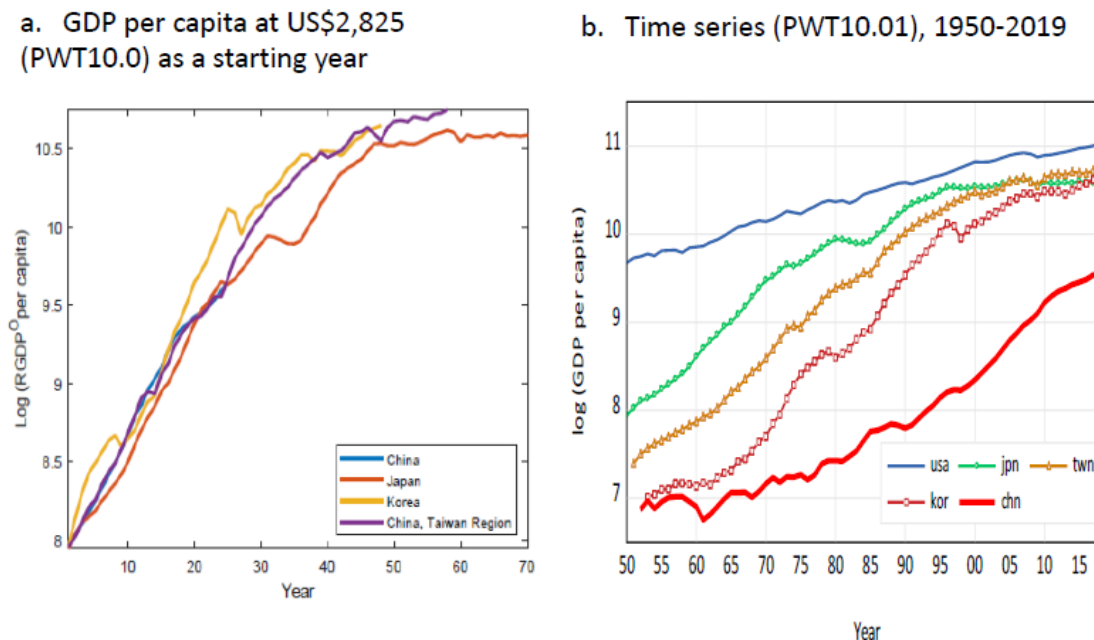 a. GDP per capita at US$2,825
(PWT10.0) as a starting year
Log (RGDP^O per capita)
10.5
10
9.5
9
8.5
8
10 20 30 40 50 60 70
Year
China
Japan
Korea
China, Taiwan Region
b. Time series (PWT10.01), 1950-2019
log (GDP per capita)
11
10
9
8
7
50 55 60 65 70 75 80 85 90 95 00 05 10 15
Year
usa jpn twn
kor chn